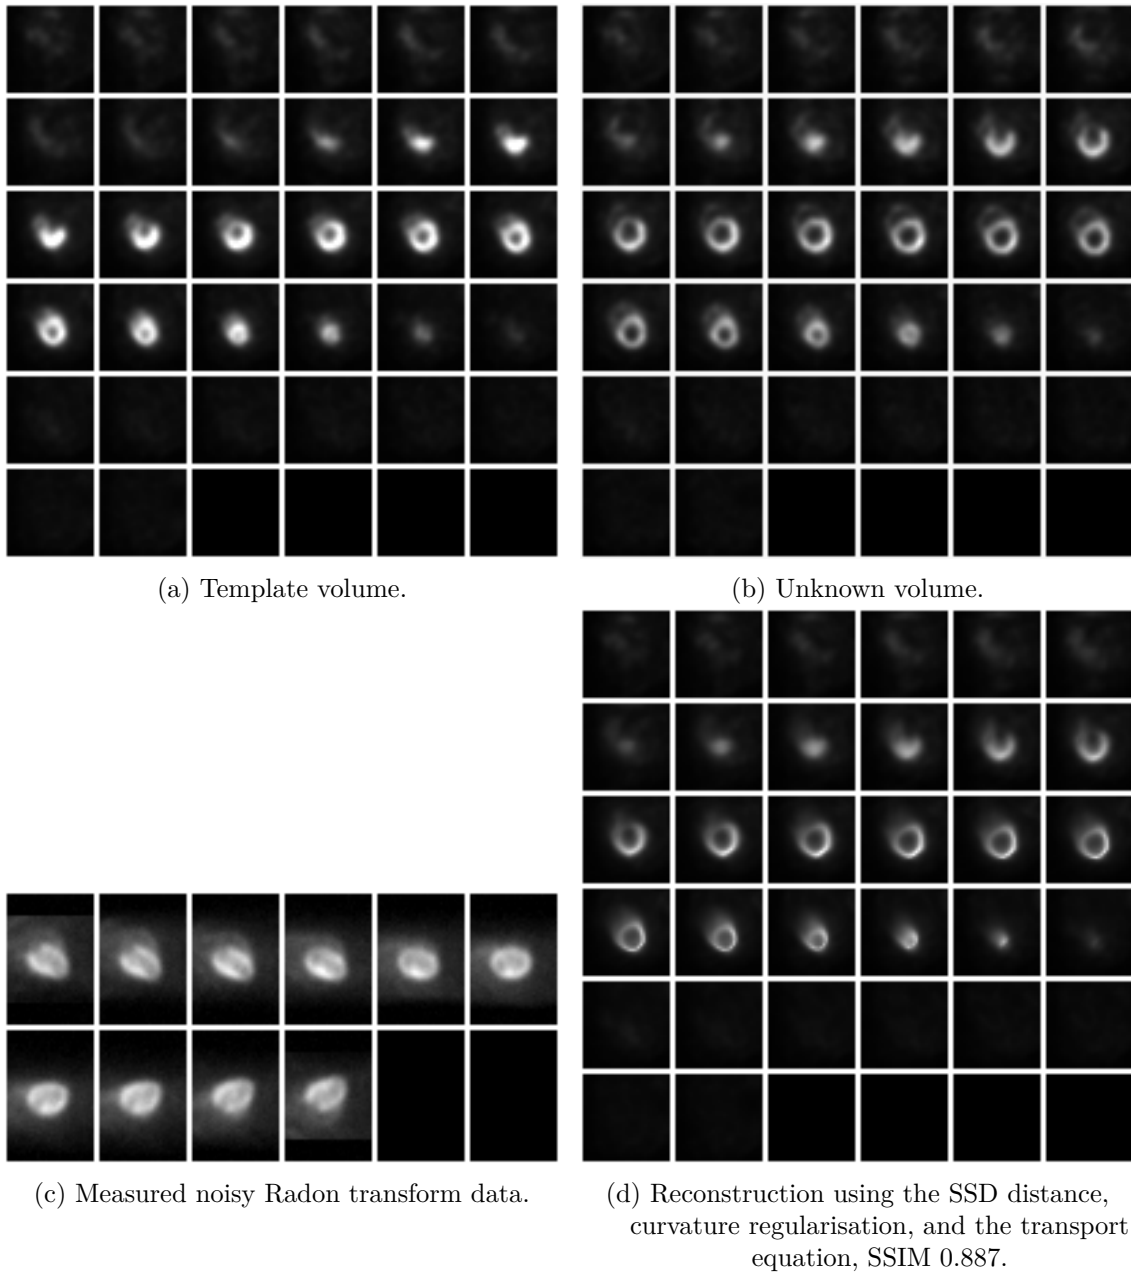 (a) Template volume.
(b) Unknown volume.
(c) Measured noisy Radon transform data.
(d) Reconstruction using the SSD distance,
curvature regularisation, and the transport
equation, SSIM 0.887.